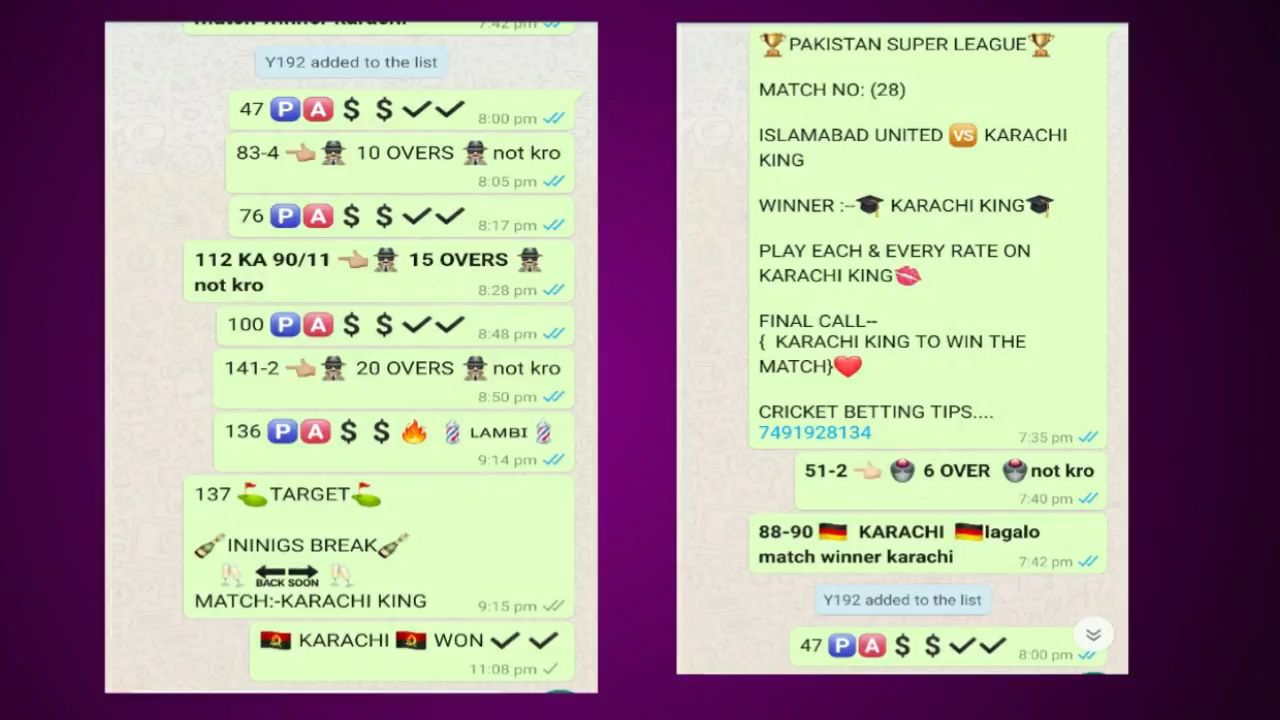 match winner karachi.
7:42 pm
Y192 added to the list
47 🅿️🅰️💲💲✔️✔️ 8:00 pm
83-4 👈🏼🕵️ 10 OVERS 🕵️not kro
8:05 pm
76 🅿️🅰️💲💲✔️✔️ 8:17 pm
112 KA 90/11 👈🏼🕵️ 15 OVERS 🕵️
not kro 8:28 pm
100 🅿️🅰️💲💲✔️✔️ 8:48 pm
141-2 👈🏼🕵️ 20 OVERS 🕵️not kro
8:50 pm
136 🅿️🅰️💲💲🔥 💈LAMBI💈
9:14 pm
137 ⛳TARGET⛳
🍾ININIGS BREAK🍾
🥂 BACK SOON 🥂
MATCH:-KARACHI KING 9:15 pm
🇦🇴 KARACHI 🇦🇴 WON ✔️ ✔️
11:08 pm
🏆PAKISTAN SUPER LEAGUE🏆
MATCH NO: (28)
ISLAMABAD UNITED 🆚 KARACHI
KING
WINNER :--🎓 KARACHI KING🎓
PLAY EACH & EVERY RATE ON
KARACHI KING💋
FINAL CALL--
{ KARACHI KING TO WIN THE
MATCH}❤️
CRICKET BETTING TIPS....
7491928134 7:35 pm
51-2 👈🏻 6 OVER not kro
7:40 pm
88-90 🇩🇪 KARACHI 🇩🇪lagalo
match winner karachi 7:42 pm
Y192 added to the list
47 🅿️🅰️💲💲✔️✔️ 8:00 pm